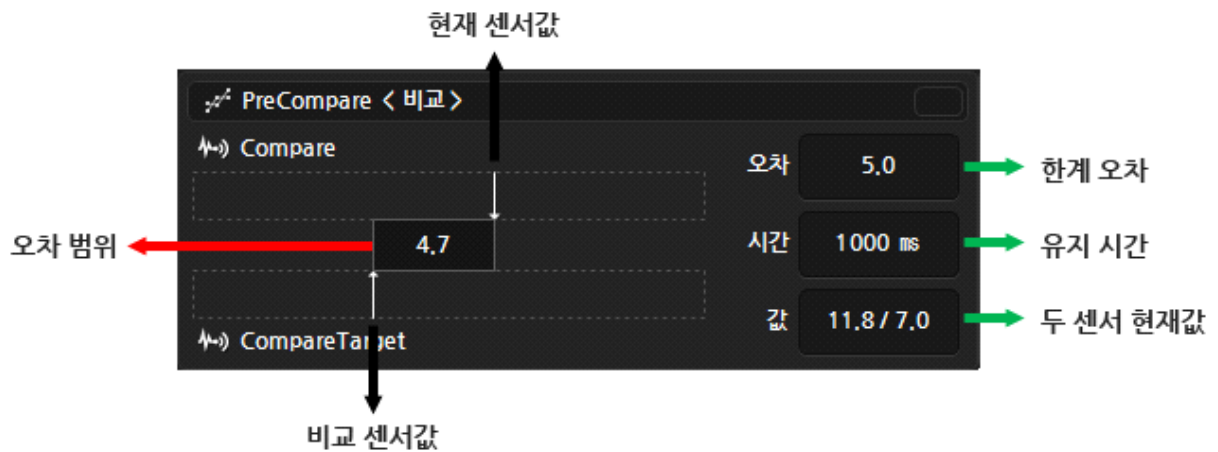 현재 센서값
PreCompare < 비교 >
Compare
오차 5.0
한계 오차
오차 범위
4.7
시간 1000 ms
유지 시간
값 11.8 / 7.0
두 센서 현재값
CompareTarget
비교 센서값